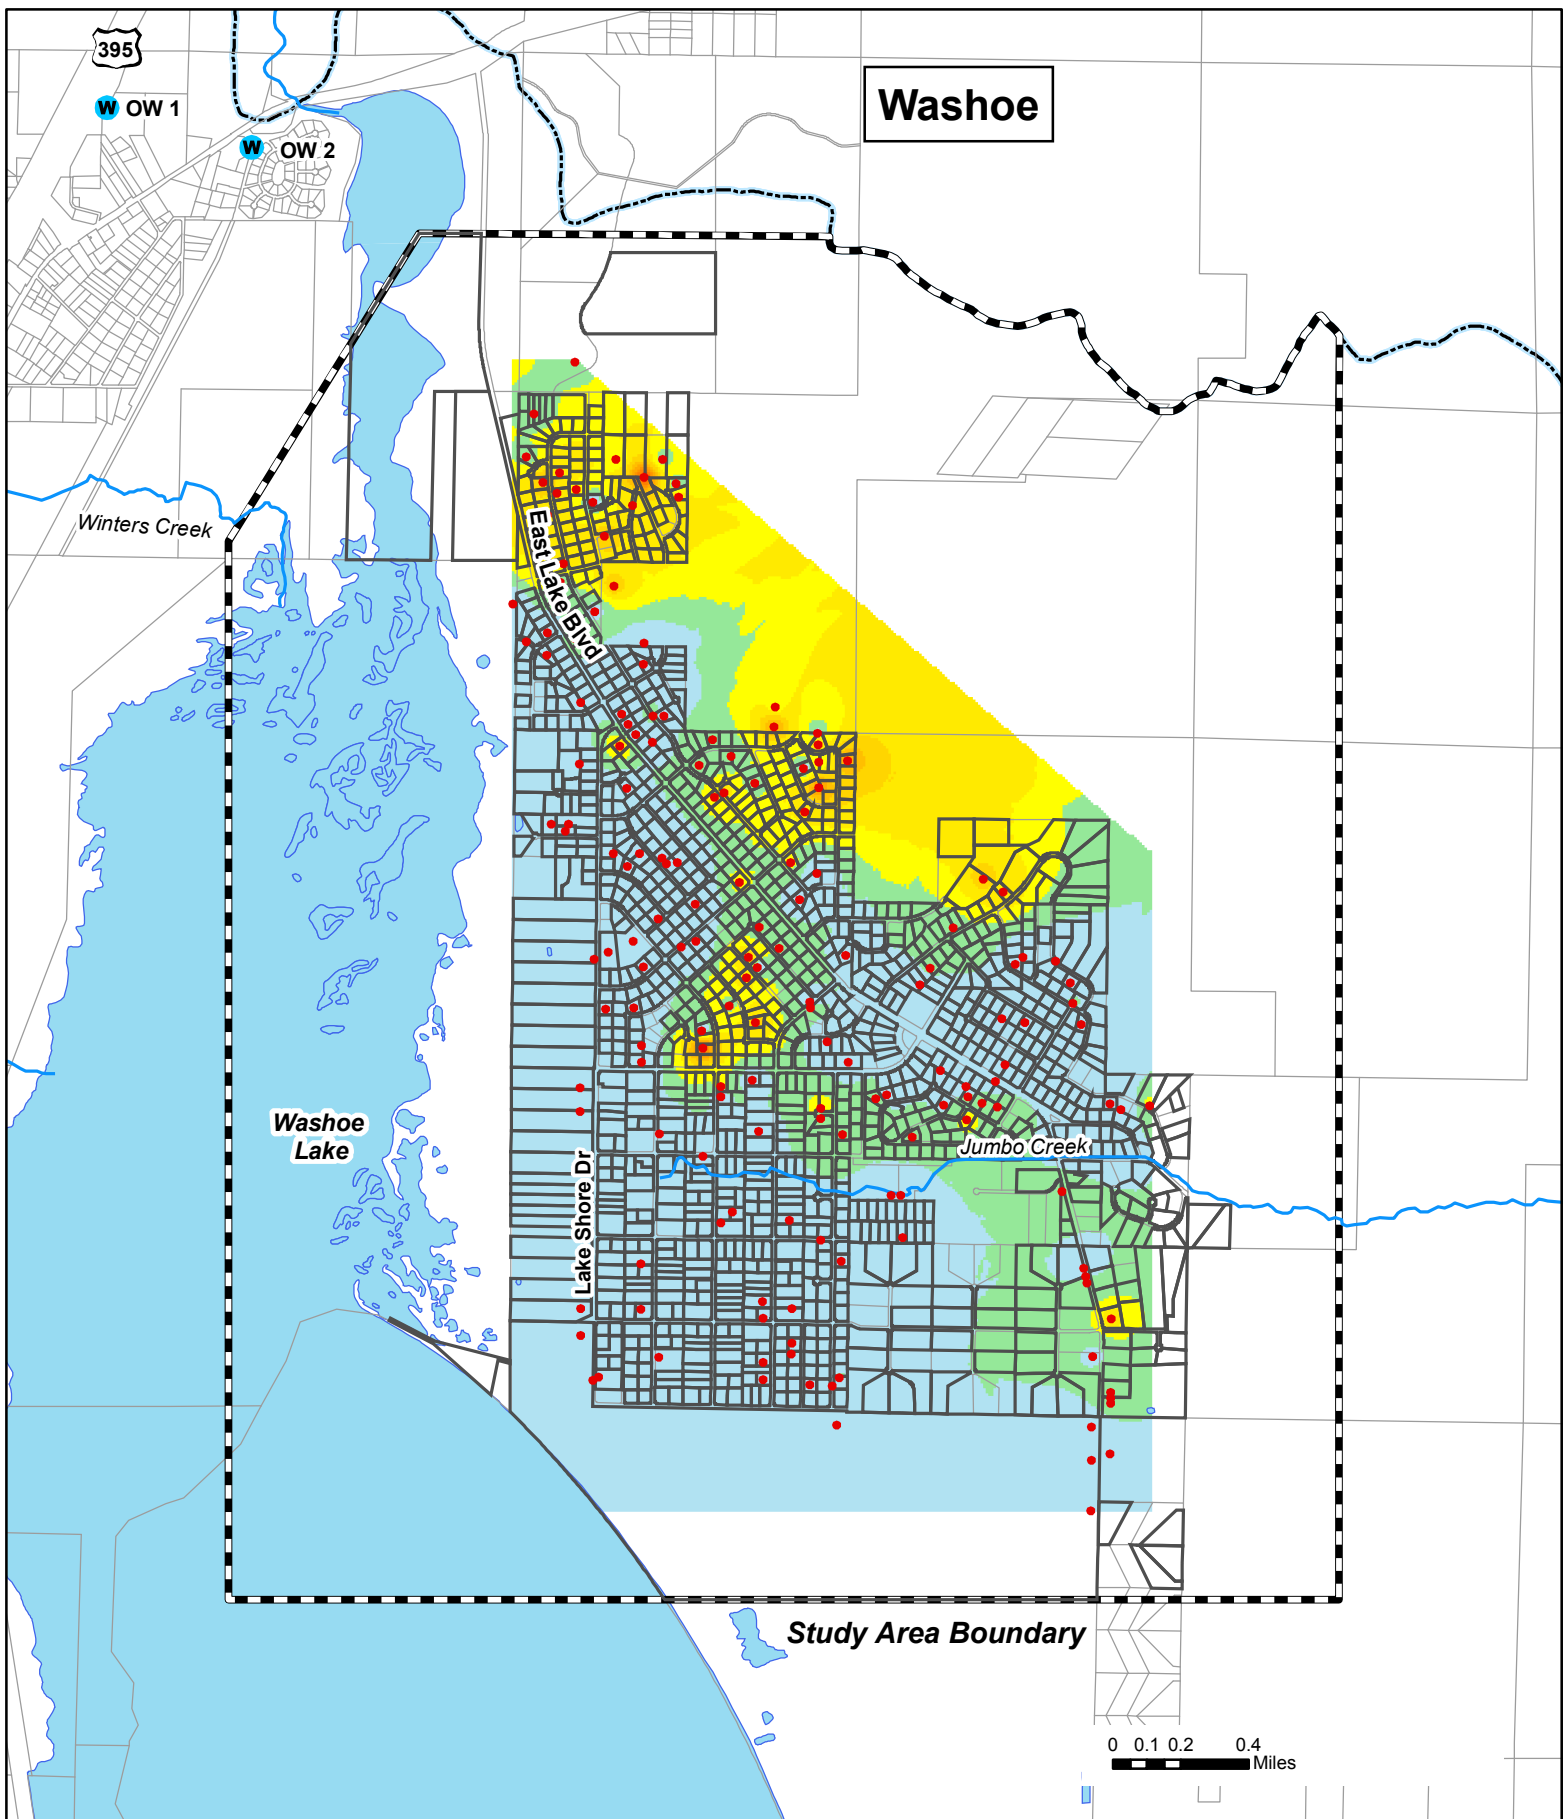 395
W OW 1
W OW 2
Washoe
Winters Creek
East Lake Blvd
Washoe
Lake
Lake Shore Dr
Jumbo Creek
Study Area Boundary
0 0.1 0.2 0.4
Miles